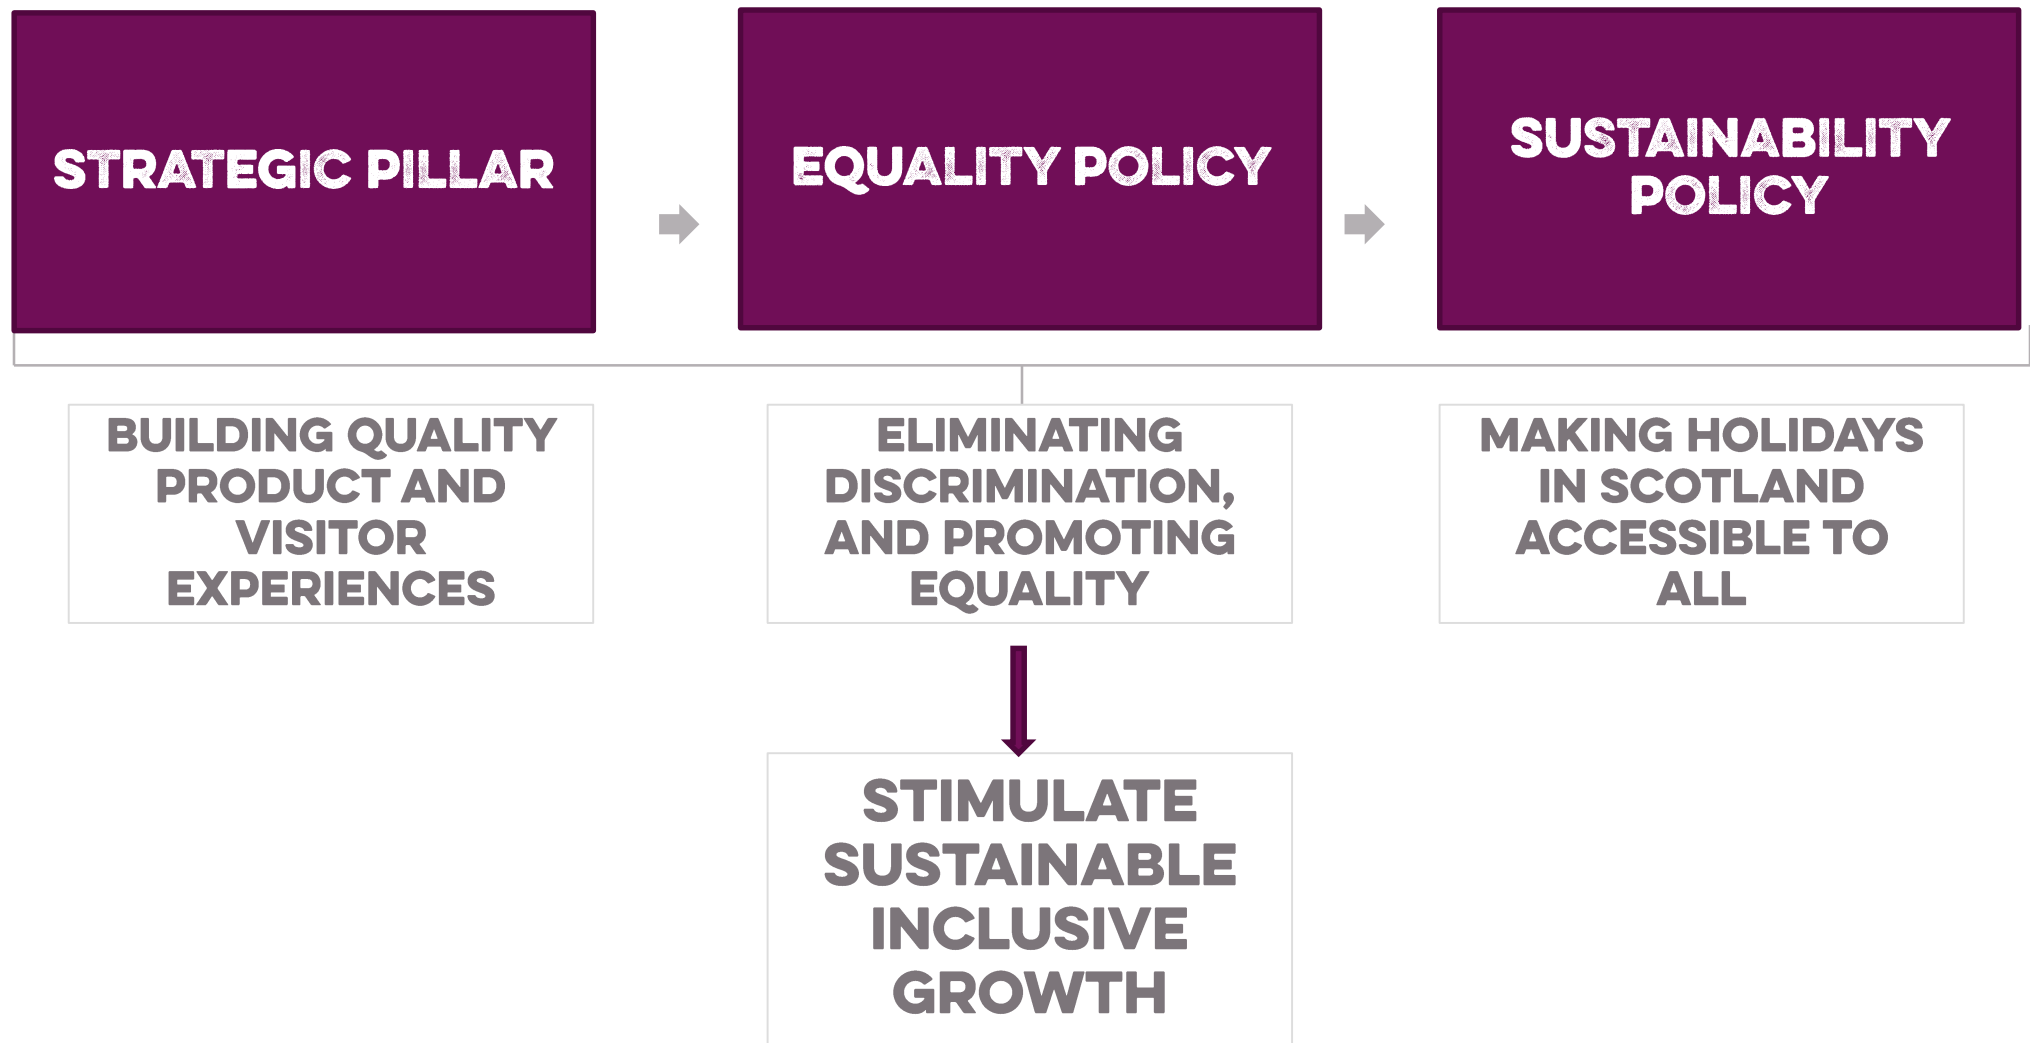 STRATEGIC PILLAR
EQUALITY POLICY
SUSTAINABILITY
POLICY
BUILDING QUALITY
PRODUCT AND
VISITOR
EXPERIENCES
ELIMINATING
DISCRIMINATION,
AND PROMOTING
EQUALITY
MAKING HOLIDAYS
IN SCOTLAND
ACCESSIBLE TO
ALL
STIMULATE
SUSTAINABLE
INCLUSIVE
GROWTH